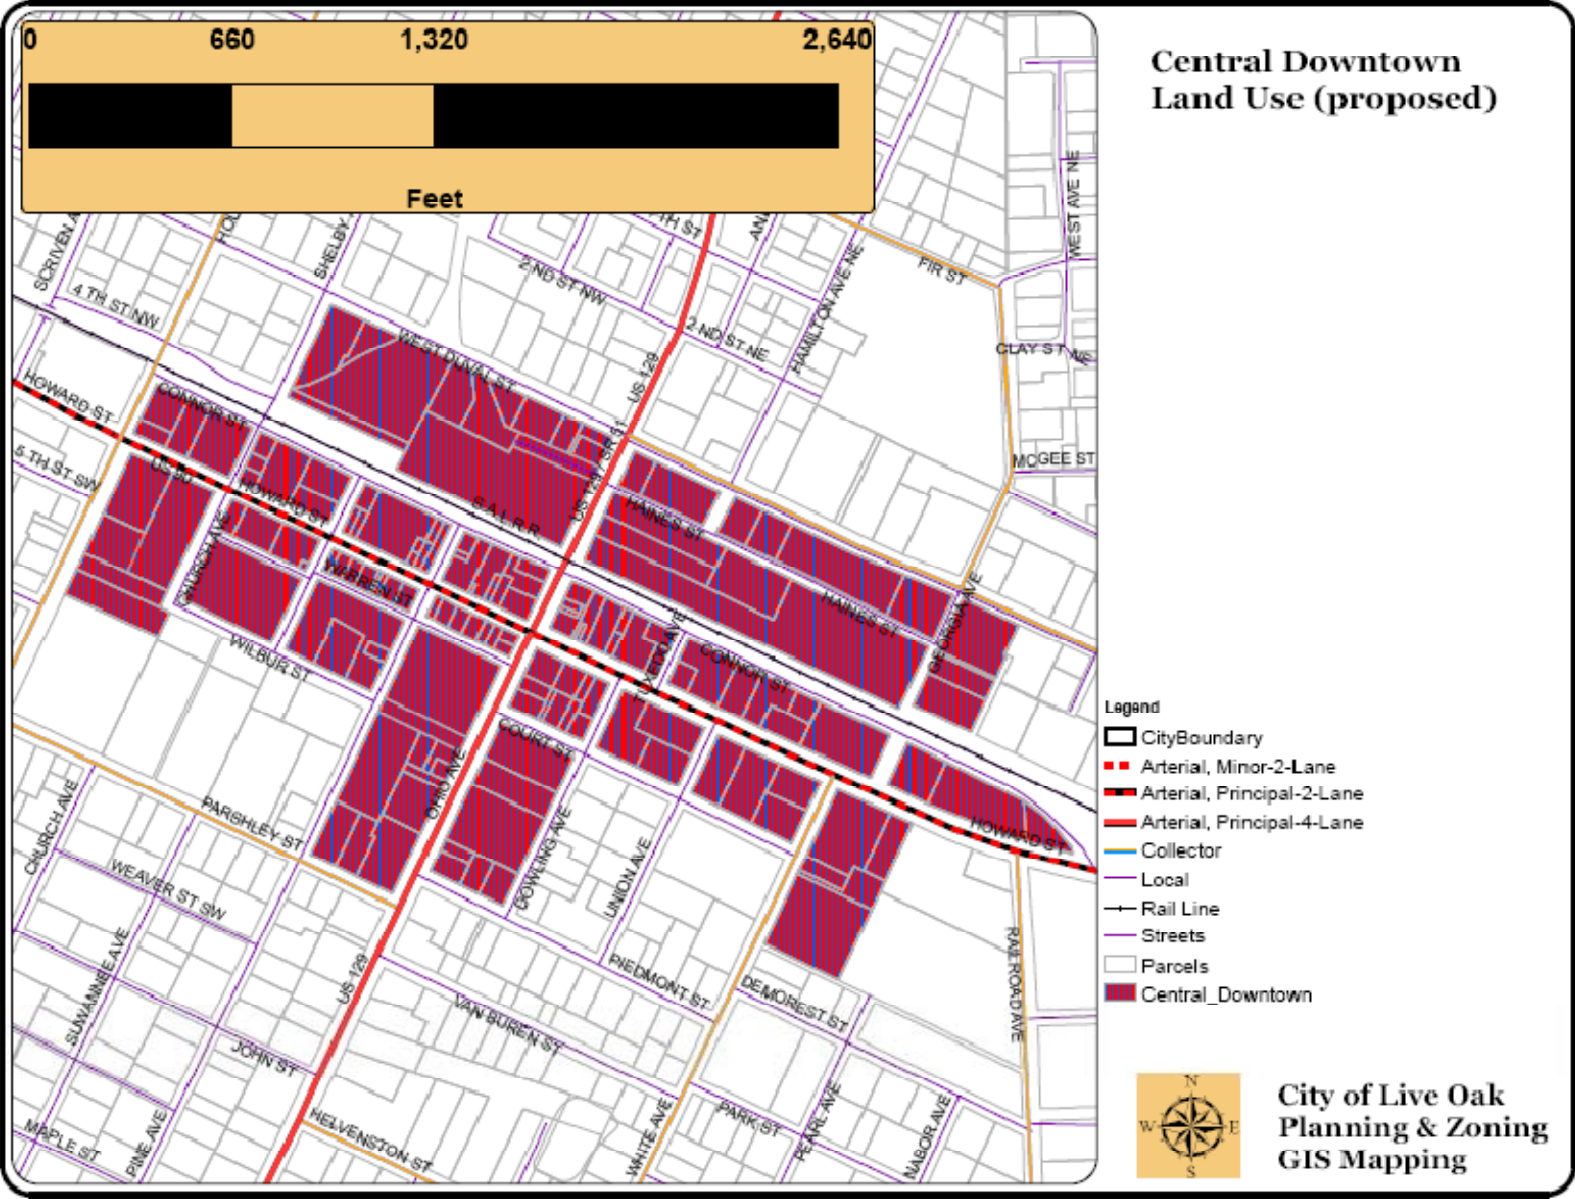 0 660 1,320 2,640
Feet
Central Downtown
Land Use (proposed)
SHELBY
WEST AVE NE
FIR ST
2 ND ST NW
4 TH ST NW
2 ND ST NE
HAMILTON AVE NE
US 129
CLAY ST NE
WEST DUVAL ST
HOWARD ST
CONNOR ST
5 TH ST SW
US 90
HOWARD ST
MCGEE ST
HAINES ST
CHURCH AVE
WARREN ST
WILBUR ST
HAINES ST
GEORGIA AVE
TUXEDO AVE
CONNOR ST
COURT ST
OHIO AVE
HOWARD ST
PARSHLEY ST
CHURCH AVE
WEAVER ST SW
DOWLING AVE
UNION AVE
SUWANNEE AVE
US 129
PIEDMONT ST
DEMOREST ST
RAILROAD AVE
VAN BUREN ST
JOHN ST
HELVENSTON ST
WHITE AVE
PARK ST
PEARL AVE
NABOR AVE
MAPLE ST
PINE AVE
Legend
CityBoundary
Arterial, Minor-2-Lane
Arterial, Principal-2-Lane
Arterial, Principal-4-Lane
Collector
Local
Rail Line
Streets
Parcels
Central_Downtown
N
W E
S
City of Live Oak
Planning & Zoning
GIS Mapping